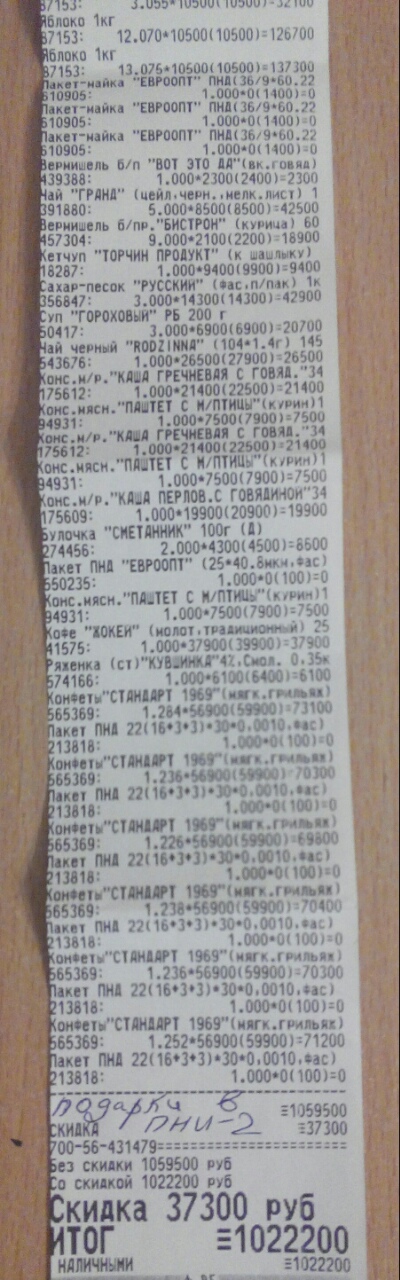 87153: 3.055*10500(10500)=32100
Яблоко 1кг
87153: 12.070*10500(10500)=126700
Яблоко 1кг
87153: 13.075*10500(10500)=137300
Пакет-майка "ЕВРООПТ" ПНД(36/9*60.22
610905: 1.000*0(1400)=0
Пакет-майка "ЕВРООПТ" ПНД(36/9*60.22
610905: 1.000*0(1400)=0
Пакет-майка "ЕВРООПТ" ПНД(36/9*60.22
610905: 1.000*0(1400)=0
Вермишель б/п "ВОТ ЭТО ДА"(вк.говяд)
439388: 1.000*2300(2400)=2300
Чай "ГРАНД" (цейл.черн.,мелк.лист) 1
391880: 5.000*8500(8500)=42500
Вермишель б/пр."БИСТРОН" (курица) 60
457304: 9.000*2100(2200)=18900
Кетчуп "ТОРЧИН ПРОДУКТ" (к шашлыку)
18287: 1.000*9400(9900)=9400
Сахар-песок "РУССКИЙ" (фас.п/пак) 1к
356847: 3.000*14300(14300)=42900
Суп "ГОРОХОВЫЙ" РБ 200 г
50417: 3.000*6900(6900)=20700
Чай черный "RODZINNA" (104*1.4г) 145
543676: 1.000*26500(27900)=26500
Конс.м/р."КАША ГРЕЧНЕВАЯ С ГОВЯД."34
175612: 1.000*21400(22500)=21400
Конс.мясн."ПАШТЕТ С М/ПТИЦЫ"(курин)1
94931: 1.000*7500(7900)=7500
Конс.м/р."КАША ГРЕЧНЕВАЯ С ГОВЯД."34
175612: 1.000*21400(22500)=21400
Конс.мясн."ПАШТЕТ С М/ПТИЦЫ"(курин)1
94931: 1.000*7500(7900)=7500
Конс.м/р."КАША ПЕРЛОВ.С ГОВЯДИНОЙ"34
175609: 1.000*19900(20900)=19900
Булочка "СМЕТАННИК" 100г (Д)
274456: 2.000*4300(4500)=8600
Пакет ПНД "ЕВРООПТ" (25*40.8мкм,фас)
550235: 1.000*0(100)=0
Конс.мясн."ПАШТЕТ С М/ПТИЦЫ"(курин)1
94931: 1.000*7500(7900)=7500
Кофе "ЖОКЕЙ" (молот,традиционный) 25
41575: 1.000*37900(39900)=37900
Ряженка (ст)"КУВШИНКА"4%.Смол. 0.35к
574166: 1.000*6100(6400)=6100
Конфеты"СТАНДАРТ 1969"(мягк.грильяж)
565369: 1.284*56900(59900)=73100
Пакет ПНД 22(16+3+3)*30*0.0010,фас)
213818: 1.000*0(100)=0
Конфеты"СТАНДАРТ 1969"(мягк.грильяж)
565369: 1.236*56900(59900)=70300
Пакет ПНД 22(16+3+3)*30*0.0010,фас)
213818: 1.000*0(100)=0
Конфеты"СТАНДАРТ 1969"(мягк.грильяж)
565369: 1.226*56900(59900)=69800
Пакет ПНД 22(16+3+3)*30*0.0010,фас)
213818: 1.000*0(100)=0
Конфеты"СТАНДАРТ 1969"(мягк.грильяж)
565369: 1.238*56900(59900)=70400
Пакет ПНД 22(16+3+3)*30*0.0010,фас)
213818: 1.000*0(100)=0
Конфеты"СТАНДАРТ 1969"(мягк.грильяж)
565369: 1.236*56900(59900)=70300
Пакет ПНД 22(16+3+3)*30*0.0010,фас)
213818: 1.000*0(100)=0
Конфеты"СТАНДАРТ 1969"(мягк.грильяж)
565369: 1.252*56900(59900)=71200
Пакет ПНД 22(16+3+3)*30*0.0010,фас)
213818: 1.000*0(100)=0
подарки в ≡1059500
ПНИ-2
СКИДКА ≡37300
700-56-431479=======================
Без скидки 1059500 руб
Со скидкой 1022200 руб
Скидка 37300 руб
ИТОГ ≡1022200
НАЛИЧНЫМИ ≡1022200